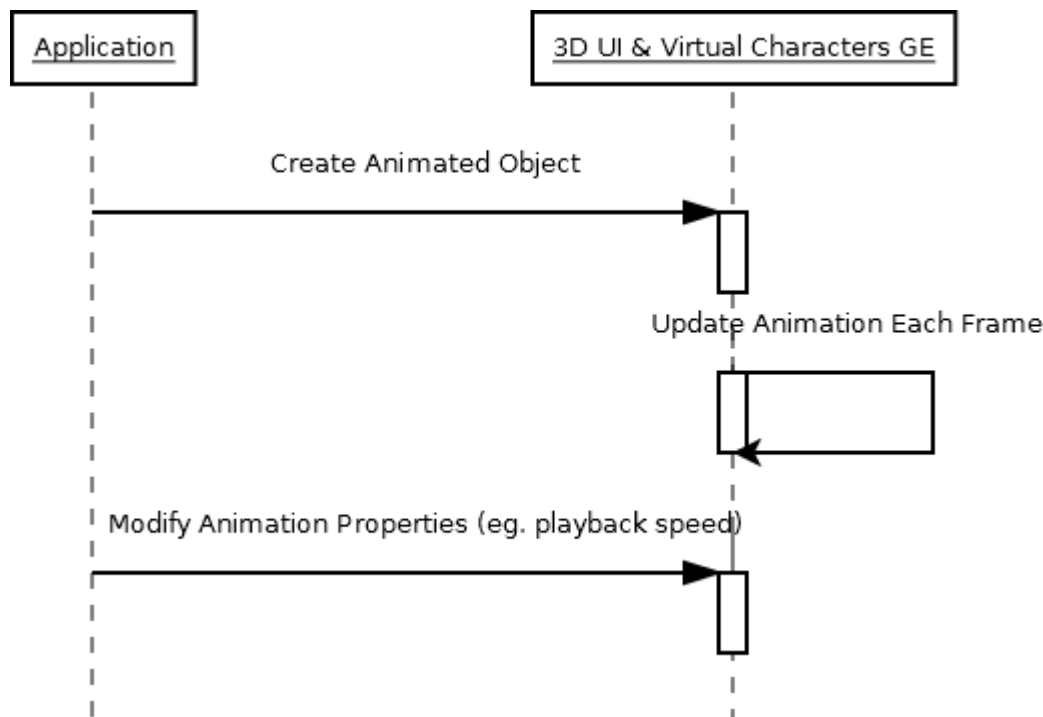 Application
3D UI & Virtual Characters GE
Create Animated Object
Update Animation Each Frame
Modify Animation Properties (eg. playback speed)